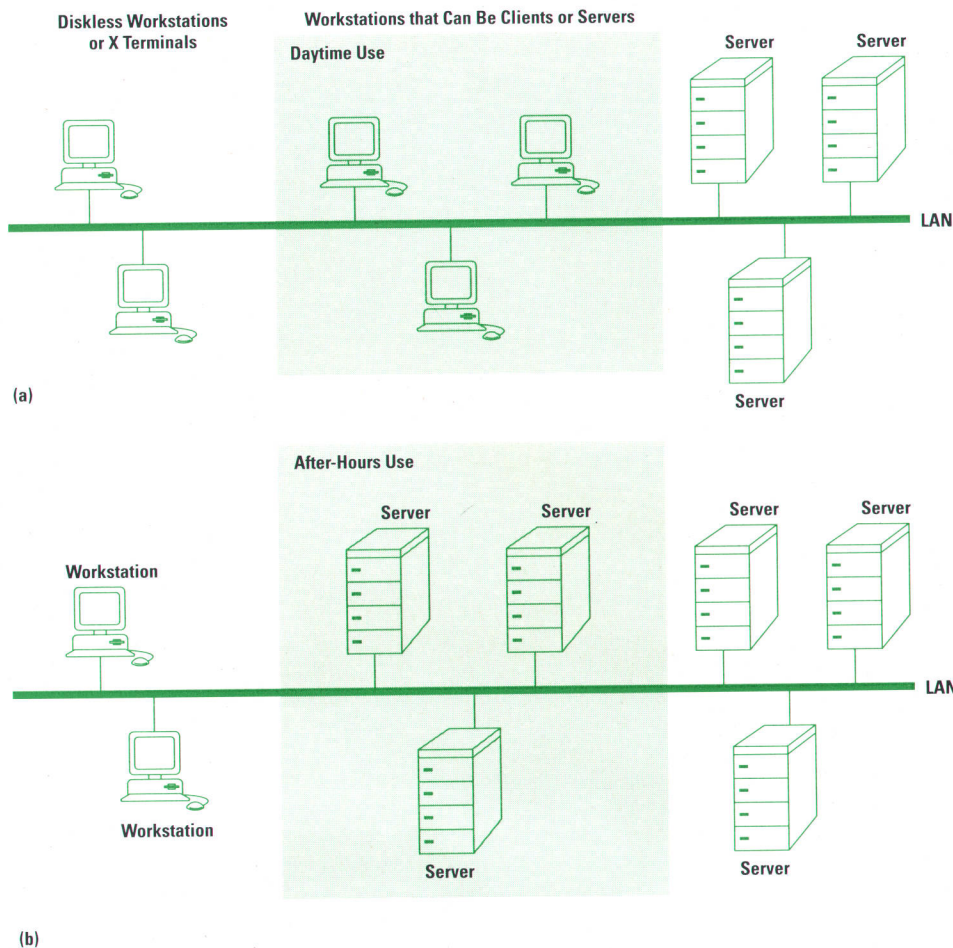 Diskless Workstations
or X Terminals
Workstations that Can Be Clients or Servers
Daytime Use
Server
Server
LAN
Server
(a)
After-Hours Use
Server
Server
Server
Server
Workstation
LAN
Workstation
Server
Server
(b)